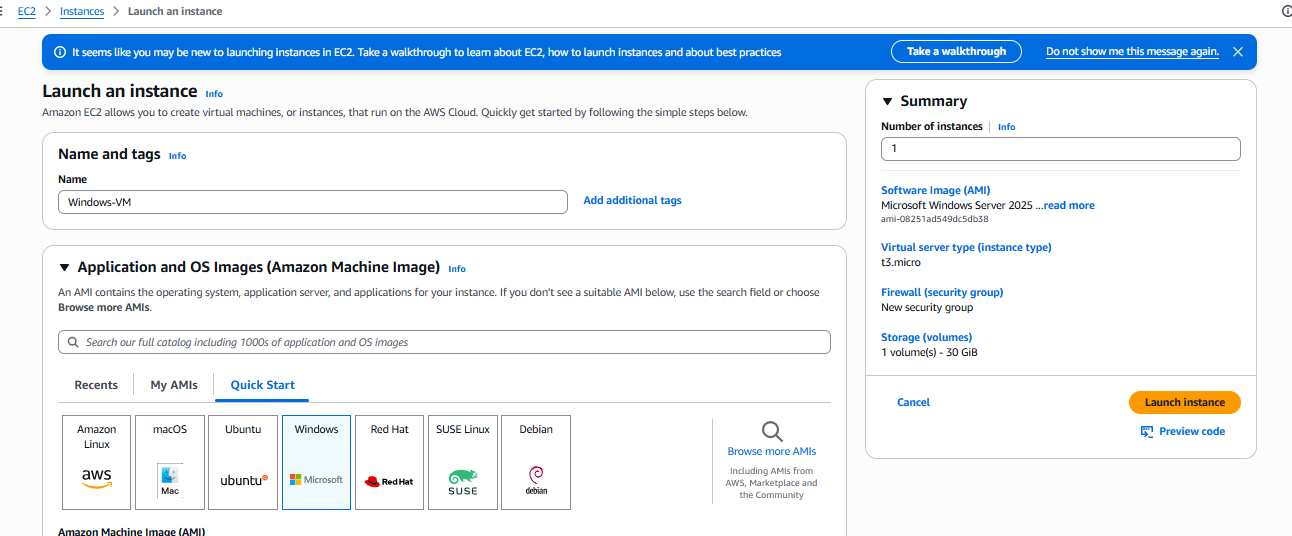 EC2 > Instances > Launch an instance
It seems like you may be new to launching instances in EC2. Take a walkthrough to learn about EC2, how to launch instances and about best practices
Take a walkthrough
Do not show me this message again.
Launch an instance Info
Amazon EC2 allows you to create virtual machines, or instances, that run on the AWS Cloud. Quickly get started by following the simple steps below.
Name and tags Info
Name
Windows-VM
Add additional tags
Application and OS Images (Amazon Machine Image) Info
An AMI contains the operating system, application server, and applications for your instance. If you don't see a suitable AMI below, use the search field or choose
Browse more AMIs.
Search our full catalog including 1000s of application and OS images
Recents
My AMIs
Quick Start
Amazon
Linux
aws
macOS
Mac
Ubuntu
ubuntu
Windows
Microsoft
Red Hat
Red Hat
SUSE Linux
SUSE
Debian
debian
Browse more AMIs
Including AMIs from
AWS, Marketplace and
the Community
Amazon Machine Image (AMI)
Summary
Number of instances Info
1
Software Image (AMI)
Microsoft Windows Server 2025 ...read more
ami-08251ad549dc5db38
Virtual server type (instance type)
t3.micro
Firewall (security group)
New security group
Storage (volumes)
1 volume(s) - 30 GiB
Cancel
Launch instance
Preview code